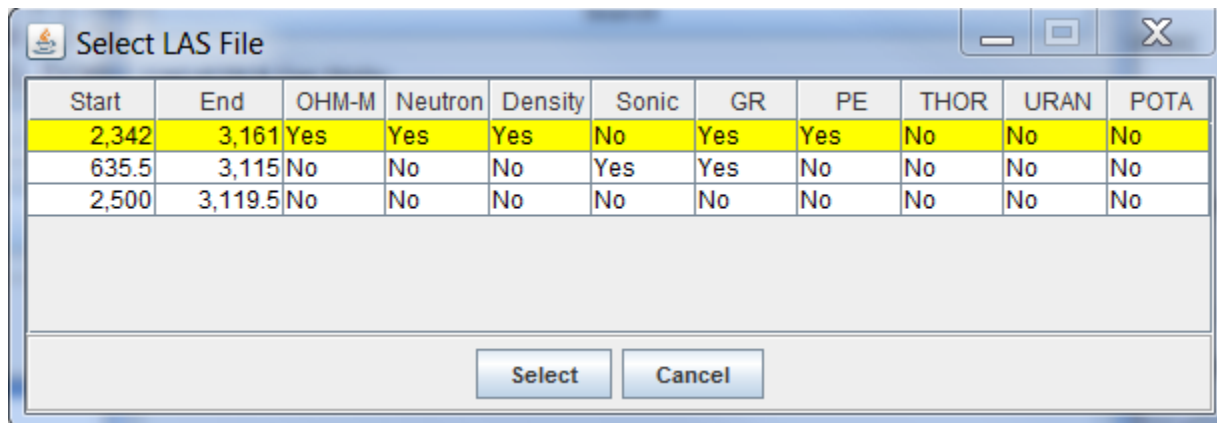 Select LAS File
Start End OHM-M Neutron Density Sonic GR PE THOR URAN POTA
2,342 3,161 Yes Yes Yes No Yes Yes No No No
635.5 3,115 No No No Yes Yes No No No No
2,500 3,119.5 No No No No No No No No No
Select Cancel